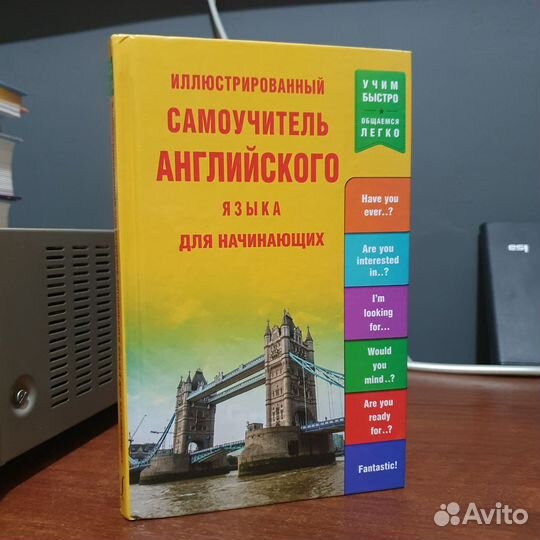 ИЛЛЮСТРИРОВАННЫЙ
САМОУЧИТЕЛЬ
АНГЛИЙСКОГО
ЯЗЫКА
ДЛЯ НАЧИНАЮЩИХ
УЧИМ
БЫСТРО
ОБЩАЕМСЯ
ЛЕГКО
Have you
ever..?
Are you
interested
in..?
I'm
looking
for...
Would
you
mind..?
Are you
ready
for..?
Fantastic!
Avito